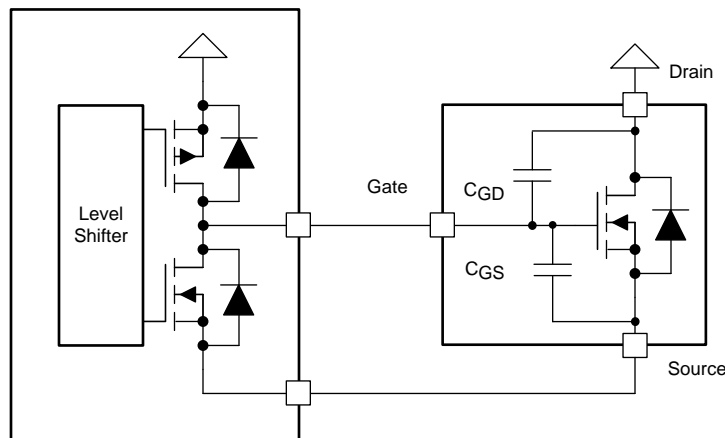 Drain
Gate
CGD
Level
Shifter
CGS
Source